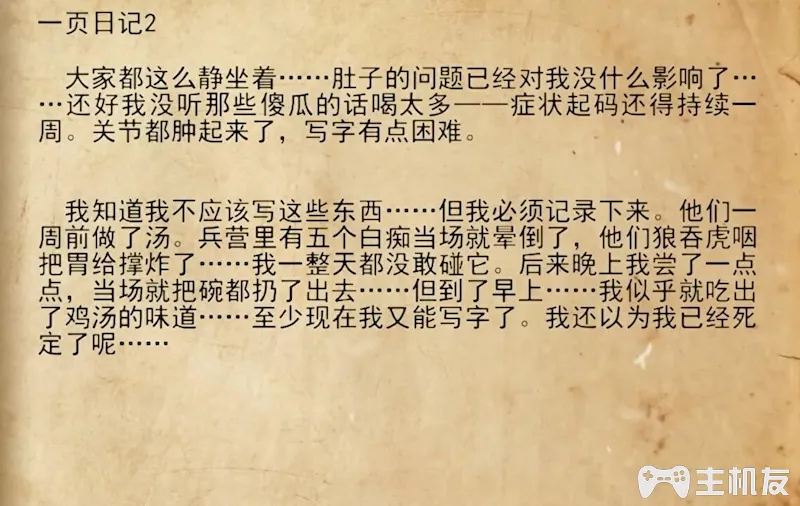 一页日记2
大家都这么静坐着……肚子的问题已经对我没什么影响了…
…还好我没听那些傻瓜的话喝太多——症状起码还得持续一
周。关节都肿起来了，写字有点困难。
我知道我不应该写这些东西……但我必须记录下来。他们一
周前做了汤。兵营里有五个白痴当场就晕倒了，他们狼吞虎咽
把胃给撑炸了……我一整天都没敢碰它。后来晚上我尝了一点
点，当场就把碗都扔了出去……但到了早上……我似乎就吃出
了鸡汤的味道……至少现在我又能写字了。我还以为我已经死
定了呢……
主机友